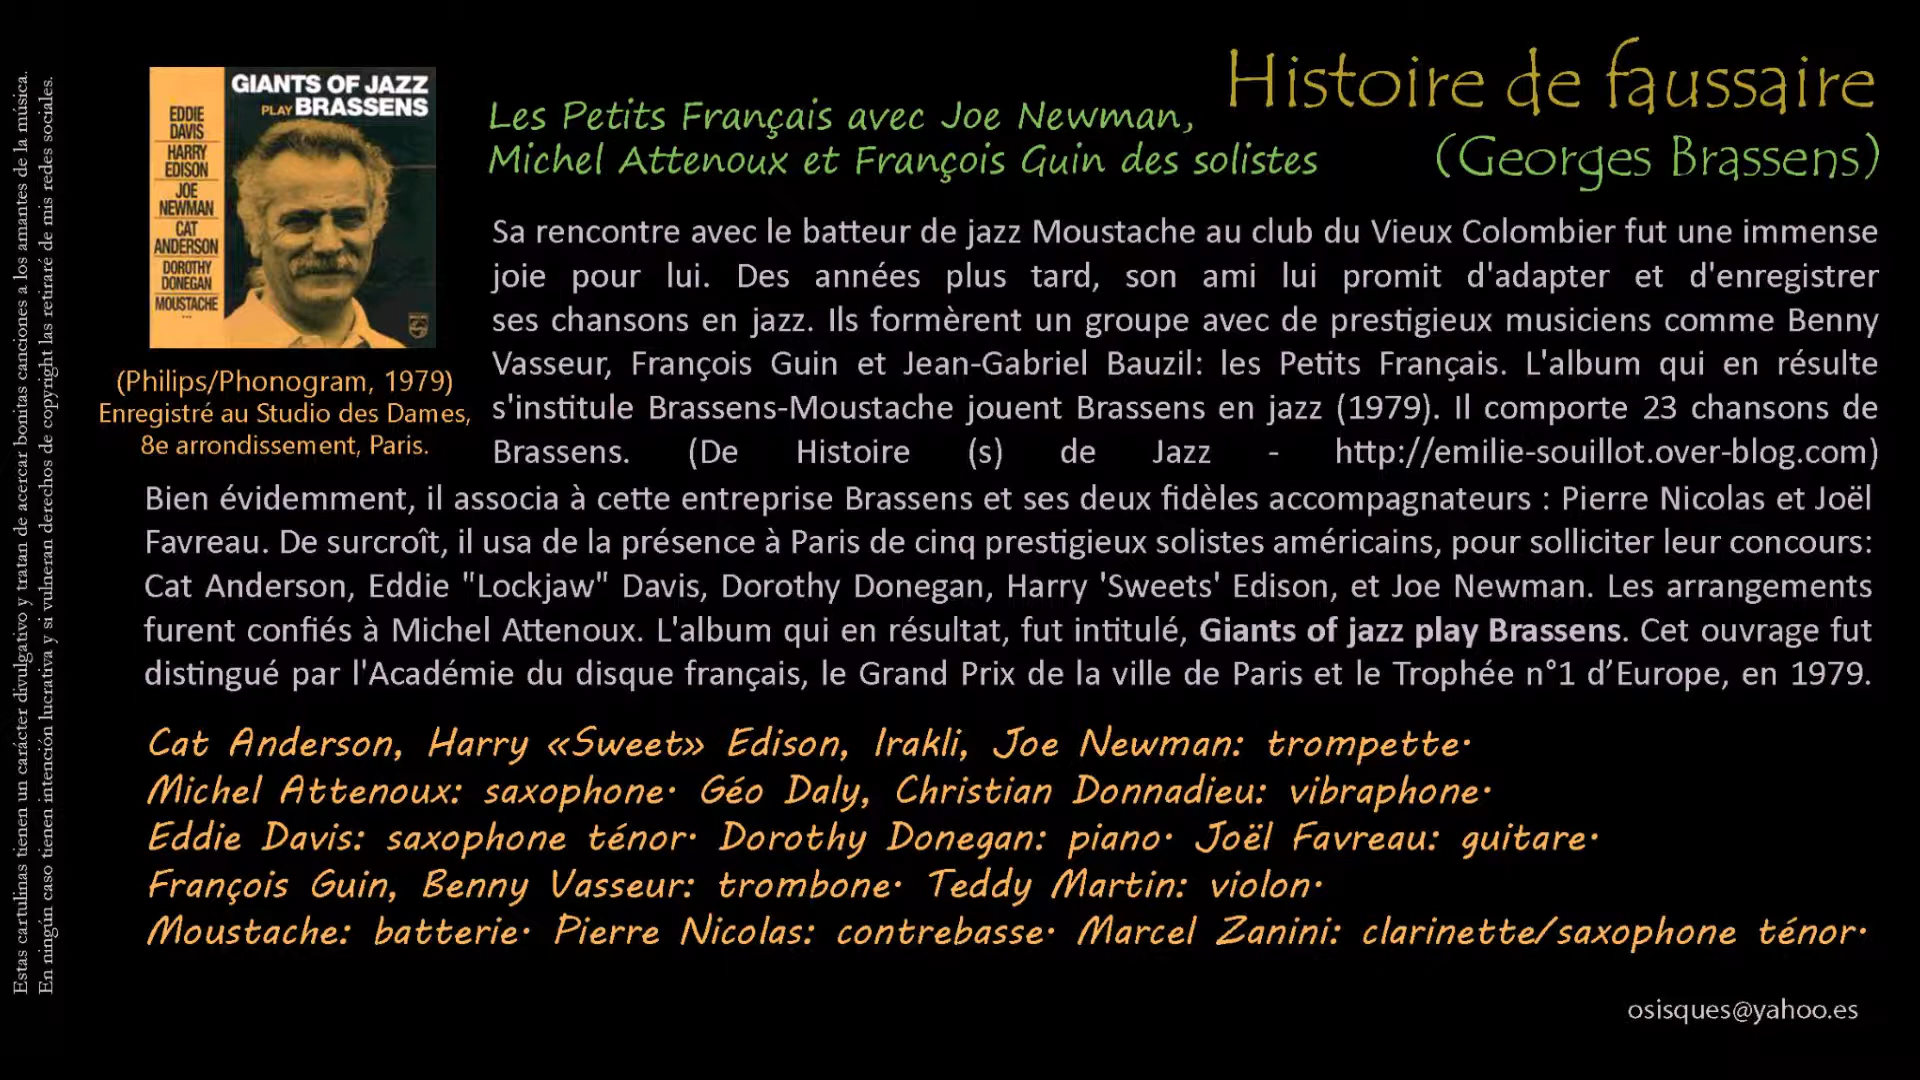 Estas cartulinas tienen un carácter divulgativo y tratan de acercar bonitas canciones a los amantes de la música.
En ningún caso tienen intención lucrativa y si vulneran derechos de copyright las retiraré de mis redes sociales.
GIANTS OF JAZZ
PLAY BRASSENS
EDDIE
DAVIS
HARRY
EDISON
JOE
NEWMAN
CAT
ANDERSON
DOROTHY
DONEGAN
MOUSTACHE
...
PHILIPS
(Philips/Phonogram, 1979)
Enregistré au Studio des Dames,
8e arrondissement, Paris.
Histoire de faussaire
(Georges Brassens)
Les Petits Français avec Joe Newman,
Michel Attenoux et François Guin des solistes
Sa rencontre avec le batteur de jazz Moustache au club du Vieux Colombier fut une immense
joie pour lui. Des années plus tard, son ami lui promit d'adapter et d'enregistrer
ses chansons en jazz. Ils formèrent un groupe avec de prestigieux musiciens comme Benny
Vasseur, François Guin et Jean-Gabriel Bauzil: les Petits Français. L'album qui en résulte
s'institule Brassens-Moustache jouent Brassens en jazz (1979). Il comporte 23 chansons de
Brassens. (De Histoire (s) de Jazz - http://emilie-souillot.over-blog.com)
Bien évidemment, il associa à cette entreprise Brassens et ses deux fidèles accompagnateurs : Pierre Nicolas et Joël
Favreau. De surcroît, il usa de la présence à Paris de cinq prestigieux solistes américains, pour solliciter leur concours:
Cat Anderson, Eddie "Lockjaw" Davis, Dorothy Donegan, Harry 'Sweets' Edison, et Joe Newman. Les arrangements
furent confiés à Michel Attenoux. L'album qui en résultat, fut intitulé, Giants of jazz play Brassens. Cet ouvrage fut
distingué par l'Académie du disque français, le Grand Prix de la ville de Paris et le Trophée n°1 d’Europe, en 1979.
Cat Anderson, Harry «Sweet» Edison, Irakli, Joe Newman: trompette·
Michel Attenoux: saxophone· Géo Daly, Christian Donnadieu: vibraphone·
Eddie Davis: saxophone ténor· Dorothy Donegan: piano· Joël Favreau: guitare·
François Guin, Benny Vasseur: trombone· Teddy Martin: violon·
Moustache: batterie· Pierre Nicolas: contrebasse· Marcel Zanini: clarinette/saxophone ténor·
osisques@yahoo.es